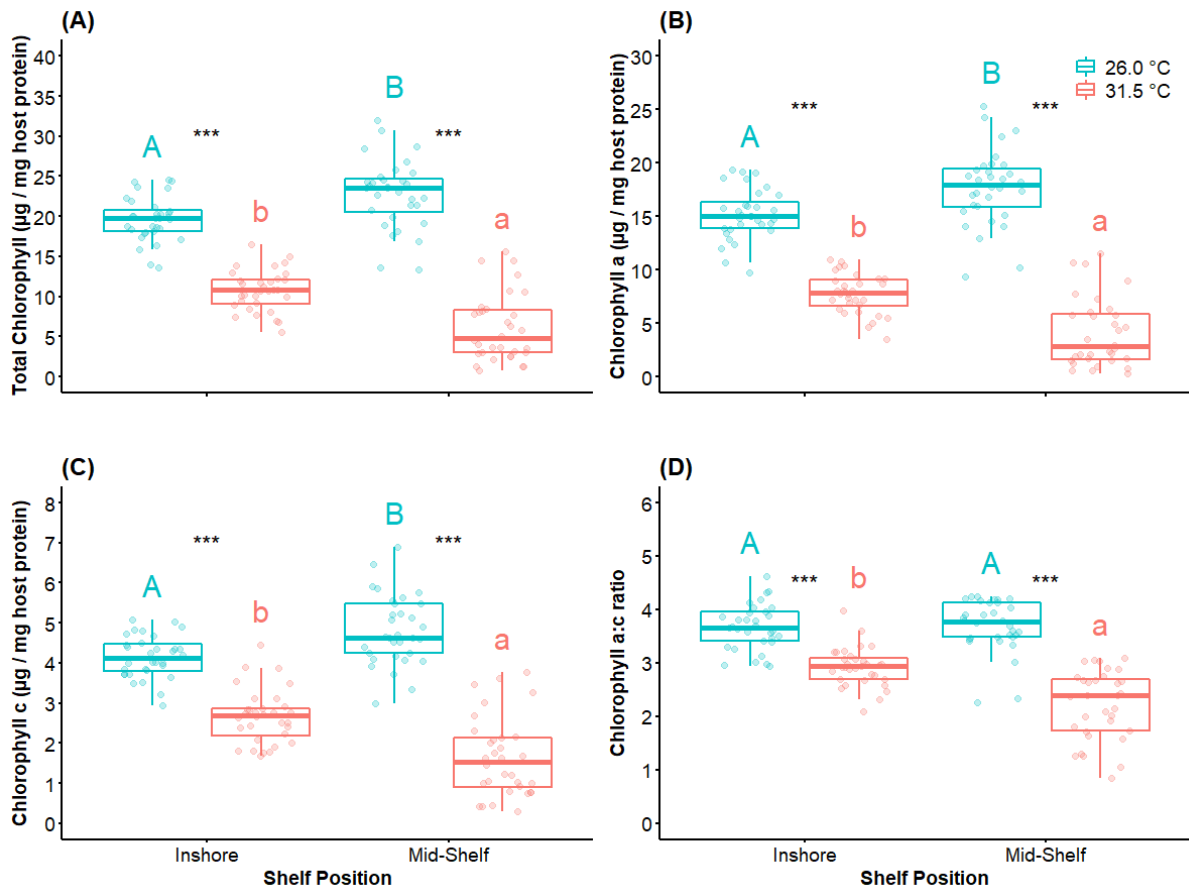 (A)
Total Chlorophyll (µg / mg host protein)
40
35
30
25
20
15
10
5
0
A
***
b
B
***
a
(B)
Chlorophyll a (µg / mg host protein)
30
25
20
15
10
5
0
A
***
b
B
***
a
26.0 °C
31.5 °C
(C)
Chlorophyll c (µg / mg host protein)
8
7
6
5
4
3
2
1
0
A
***
b
B
***
a
Inshore
Mid-Shelf
Shelf Position
(D)
Chlorophyll a:c ratio
6
5
4
3
2
1
0
A
***
b
A
***
a
Inshore
Mid-Shelf
Shelf Position